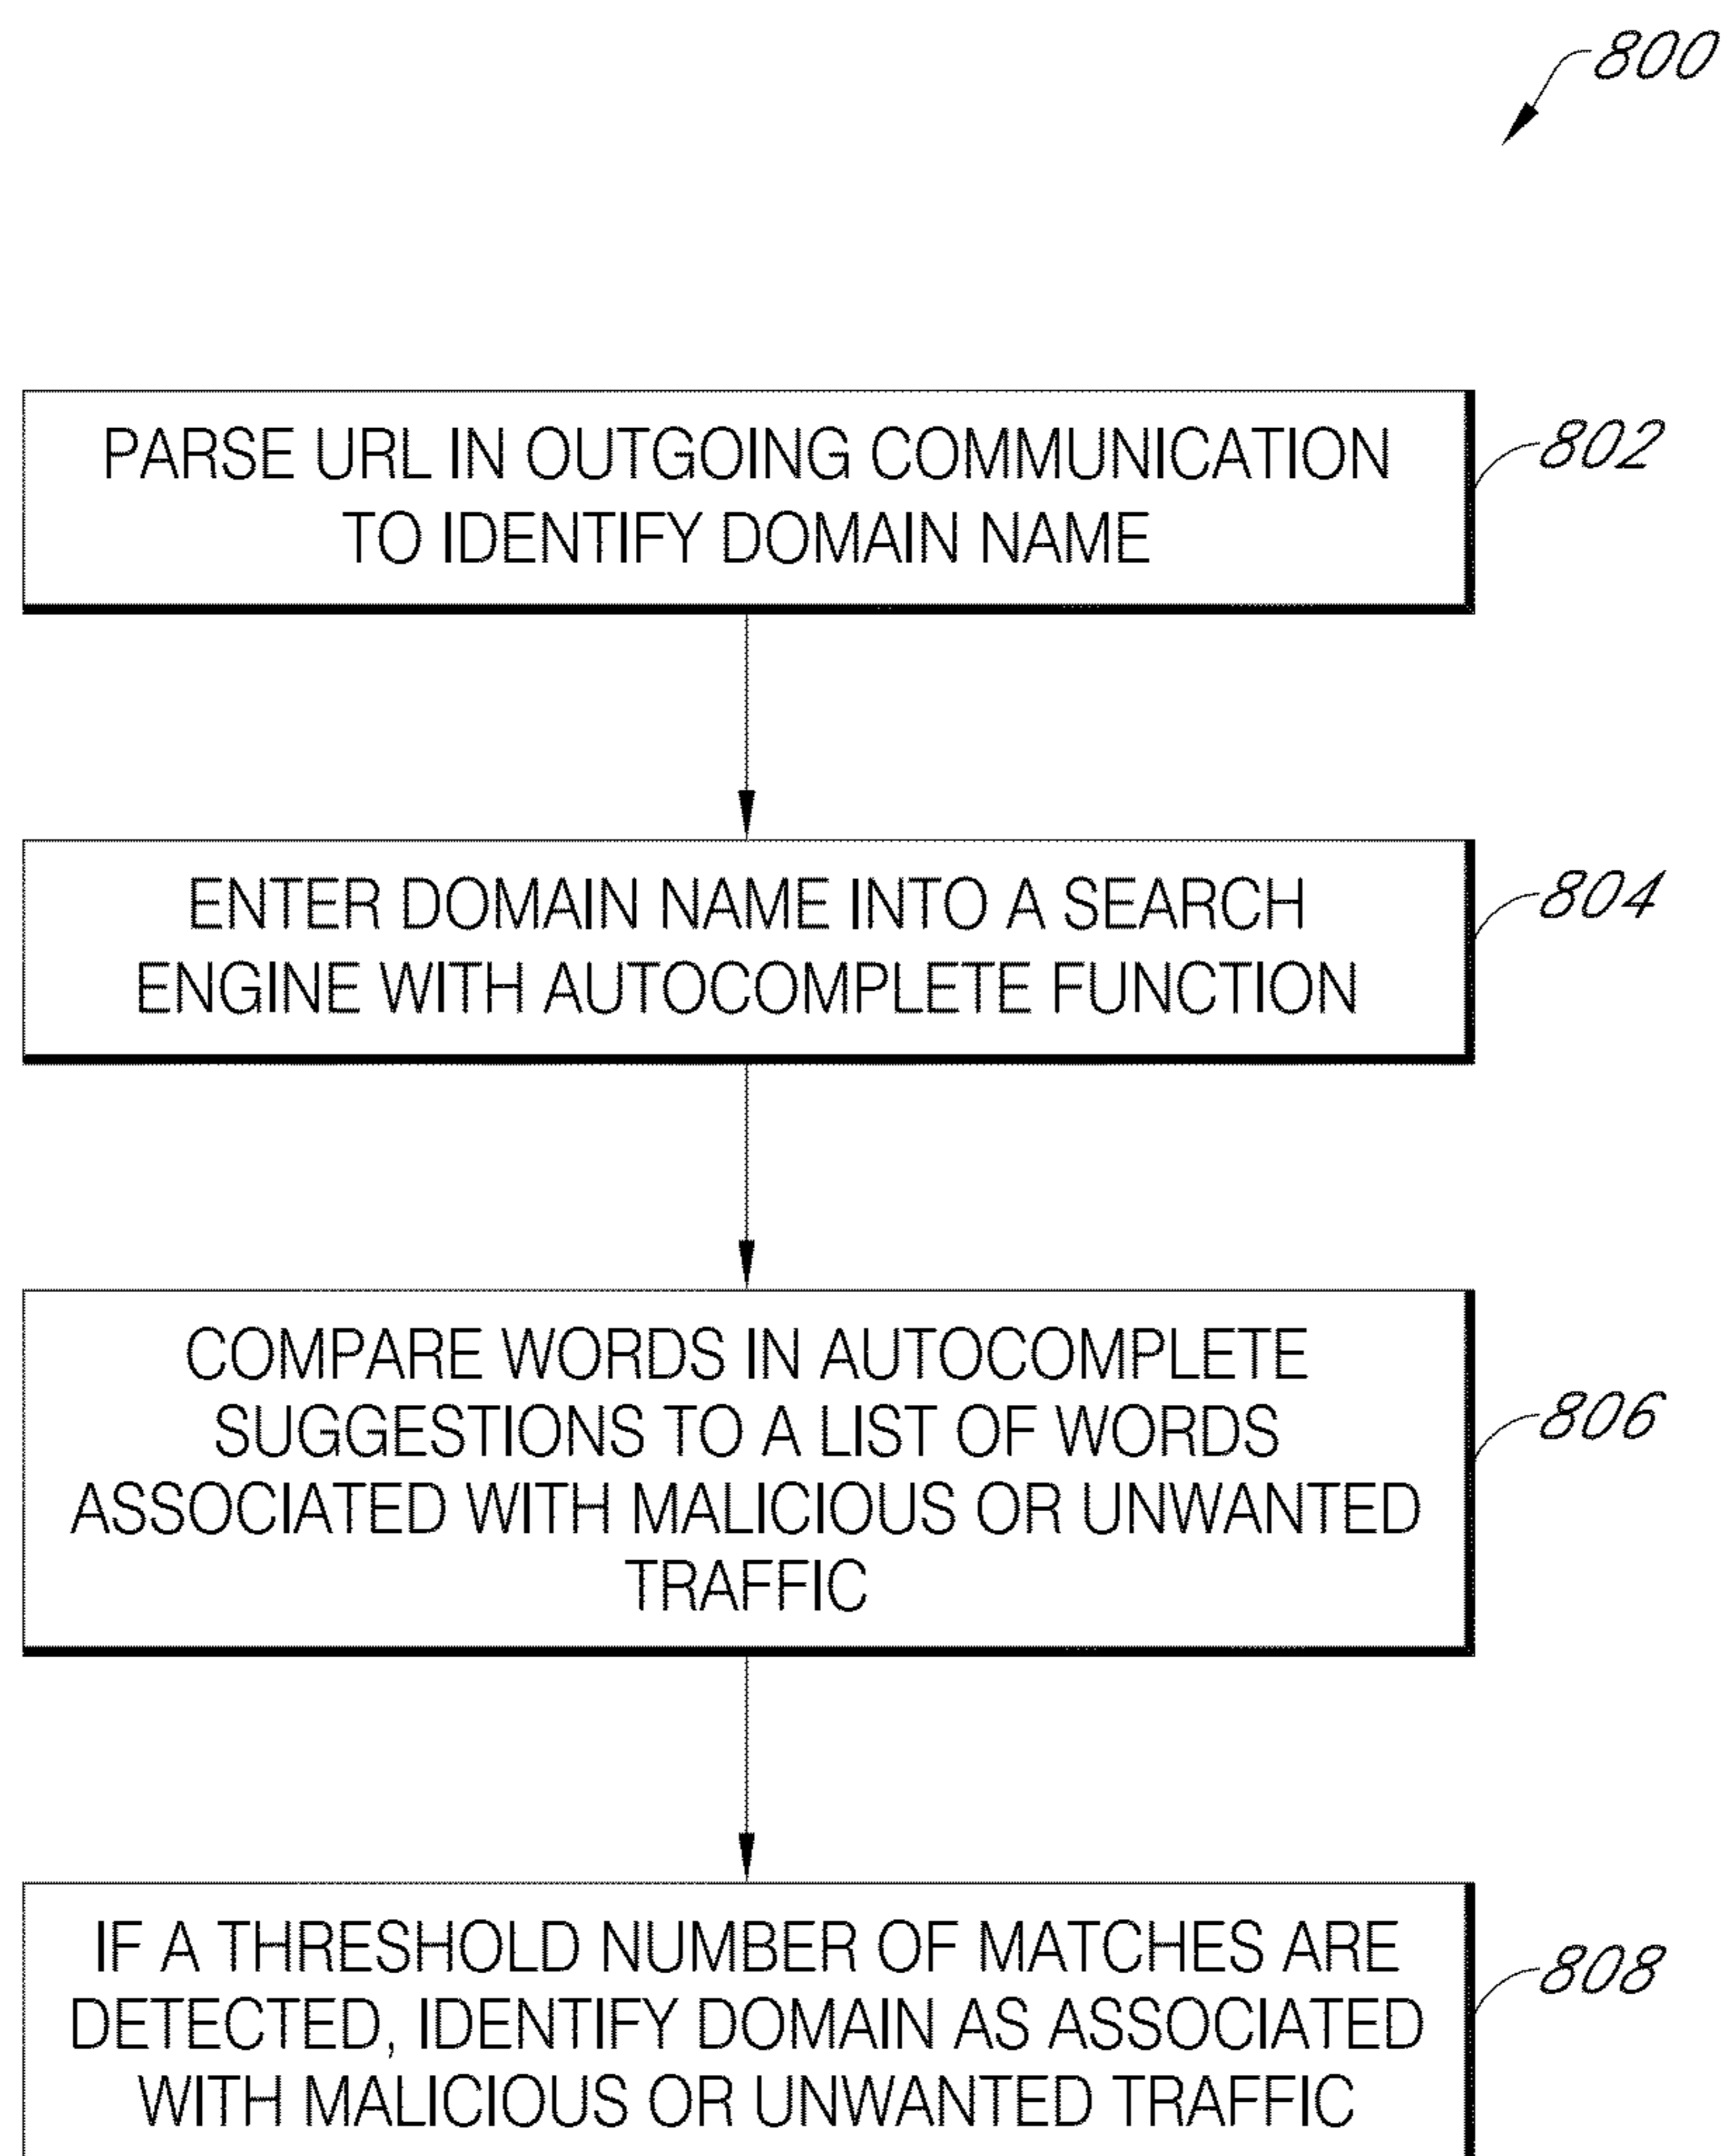 800
PARSE URL IN OUTGOING COMMUNICATION
TO IDENTIFY DOMAIN NAME
802
ENTER DOMAIN NAME INTO A SEARCH
ENGINE WITH AUTOCOMPLETE FUNCTION
804
COMPARE WORDS IN AUTOCOMPLETE
SUGGESTIONS TO A LIST OF WORDS
ASSOCIATED WITH MALICIOUS OR UNWANTED
TRAFFIC
806
IF A THRESHOLD NUMBER OF MATCHES ARE
DETECTED, IDENTIFY DOMAIN AS ASSOCIATED
WITH MALICIOUS OR UNWANTED TRAFFIC
808